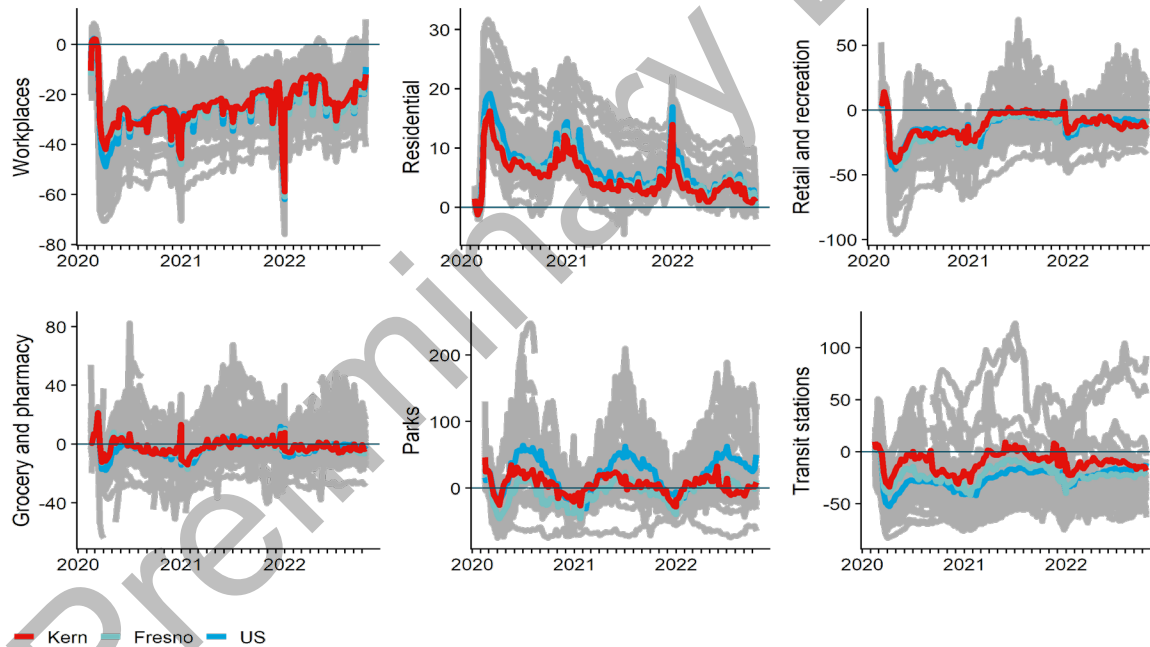 Workplaces
0
-20
-40
-60
-80
2020 2021 2022
Residential
30
20
10
0
2020 2021 2022
Retail and recreation
50
0
-50
-100
2020 2021 2022
Grocery and pharmacy
80
40
0
-40
2020 2021 2022
Parks
200
100
0
2020 2021 2022
Transit stations
100
50
0
-50
2020 2021 2022
Kern Fresno US
Preliminary